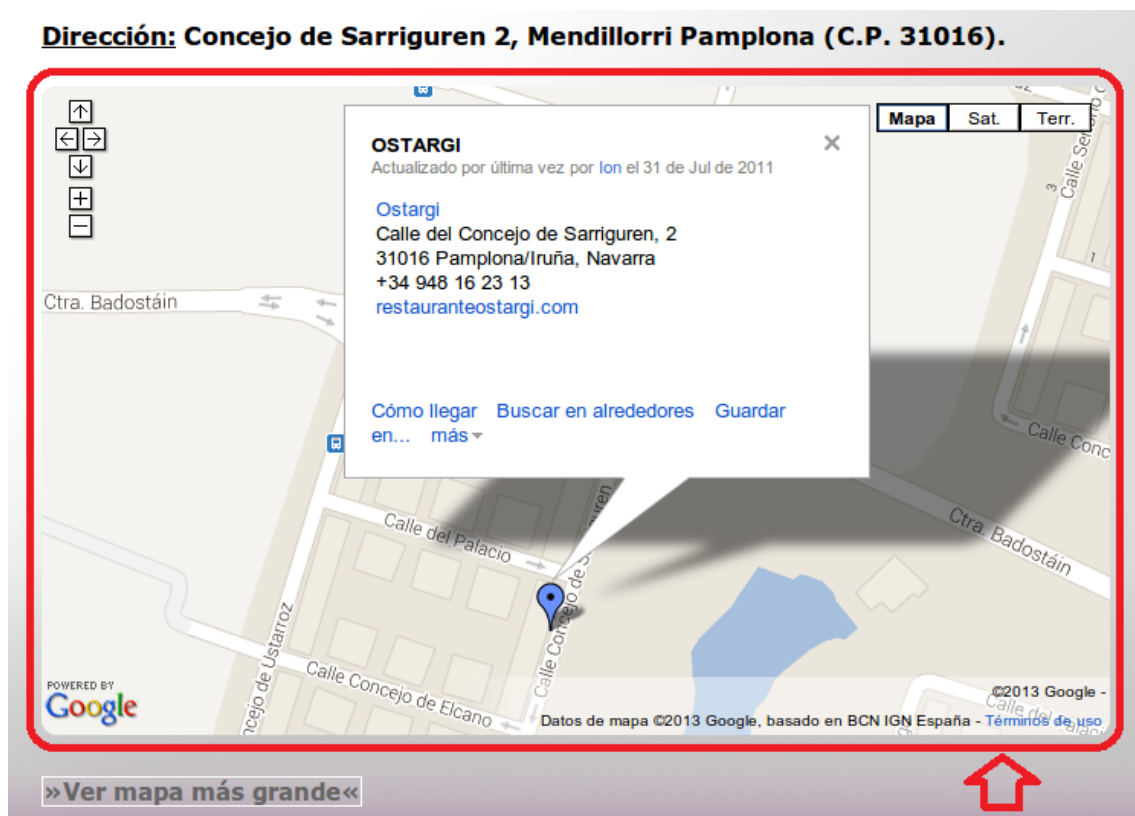 Dirección: Concejo de Sarriguren 2, Mendillorri Pamplona (C.P. 31016).
Mapa Sat. Terr.
OSTARGI
Actualizado por última vez por Ion el 31 de Jul de 2011
Ostargi
Calle del Concejo de Sarriguren, 2
31016 Pamplona/Iruña, Navarra
+34 948 16 23 13
restauranteostargi.com
Cómo llegar Buscar en alrededores Guardar
en... más
Ctra. Badostáin
3
1
Calle Conc
Calle del Palacio
Ctra. Badostáin
Calle Concejo de
ncejo de Ustarroz
Calle Concejo de Elcano
POWERED BY
Google
©2013 Google -
Datos de mapa ©2013 Google, basado en BCN IGN España - Términos de uso
»Ver mapa más grande«